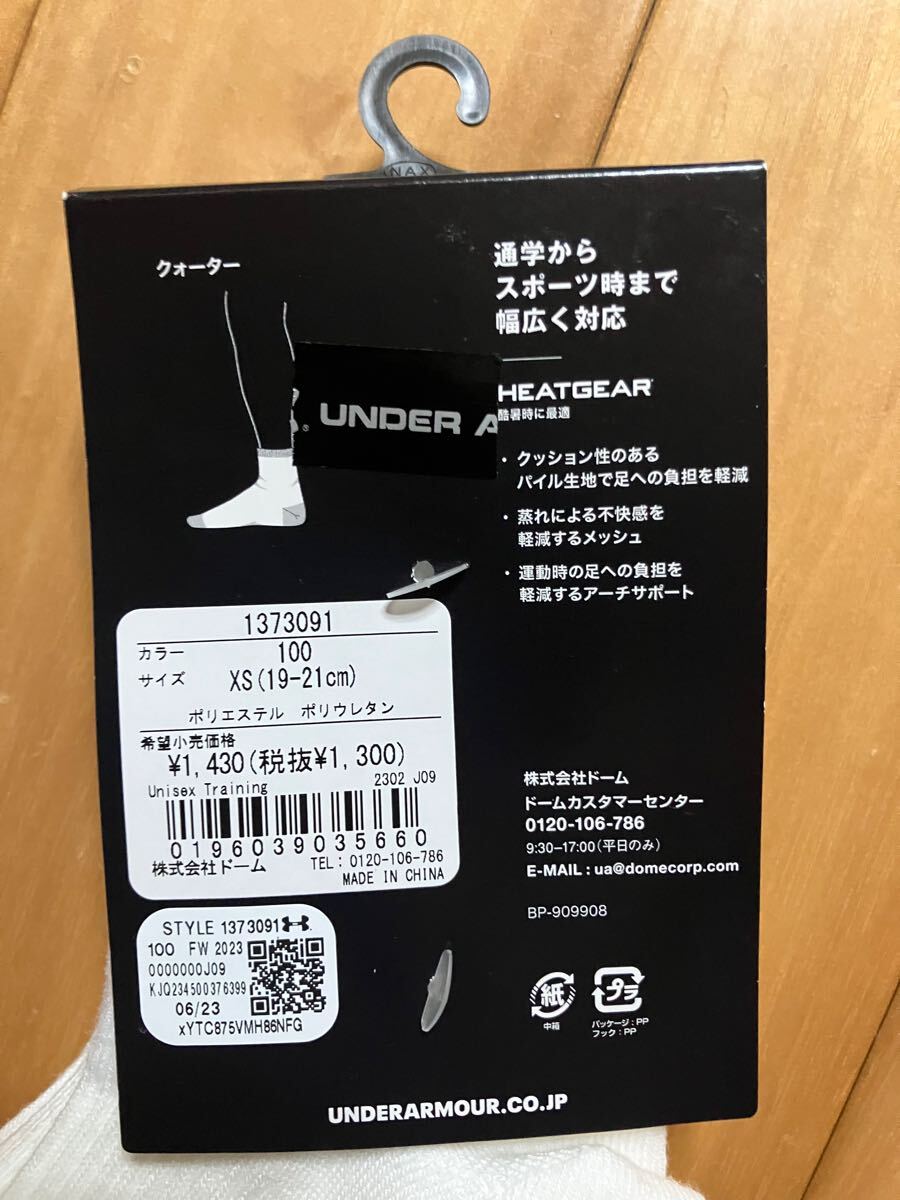 NAX
クォーター
通学から
スポーツ時まで
幅広く対応
UNDER A
®
HEATGEAR
酷暑時に最適
・クッション性のある
パイル生地で足への負担を軽減
・蒸れによる不快感を
軽減するメッシュ
・運動時の足への負担を
軽減するアーチサポート
1373091
カラー 100
サイズ XS(19-21cm)
ポリエステル ポリウレタン
希望小売価格
¥1,430(税抜¥1,300)
Unisex Training 2302 J09
0196039035660
株式会社ドーム TEL: 0120-106-786
MADE IN CHINA
STYLE 1373091
100 FW 2023
0000000J09
KJQ234500376399
06/23
xYTC875VMH86NFG
株式会社ドーム
ドームカスタマーセンター
0120-106-786
9:30–17:00(平日のみ)
E-MAIL : ua@domecorp.com
BP-909908
紙
中箱
プラ
パッケージ : PP
フック : PP
UNDERARMOUR.CO.JP